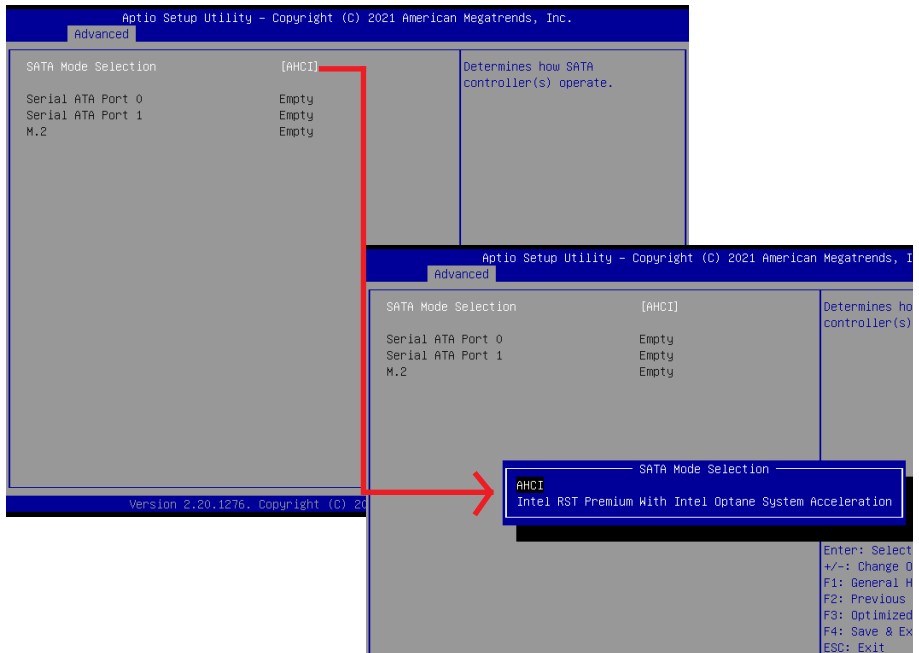 Aptio Setup Utility – Copyright (C) 2021 American Megatrends, Inc.
Advanced
SATA Mode Selection [AHCI]
Determines how SATA
controller(s) operate.
Serial ATA Port 0 Empty
Serial ATA Port 1 Empty
M.2 Empty
Version 2.20.1276. Copyright (C) 20
Aptio Setup Utility – Copyright (C) 2021 American Megatrends, I
Advanced
SATA Mode Selection [AHCI]
Determines ho
controller(s)
Serial ATA Port 0 Empty
Serial ATA Port 1 Empty
M.2 Empty
SATA Mode Selection
AHCI
Intel RST Premium With Intel Optane System Acceleration
Enter: Select
+/-: Change O
F1: General H
F2: Previous
F3: Optimized
F4: Save & Ex
ESC: Exit